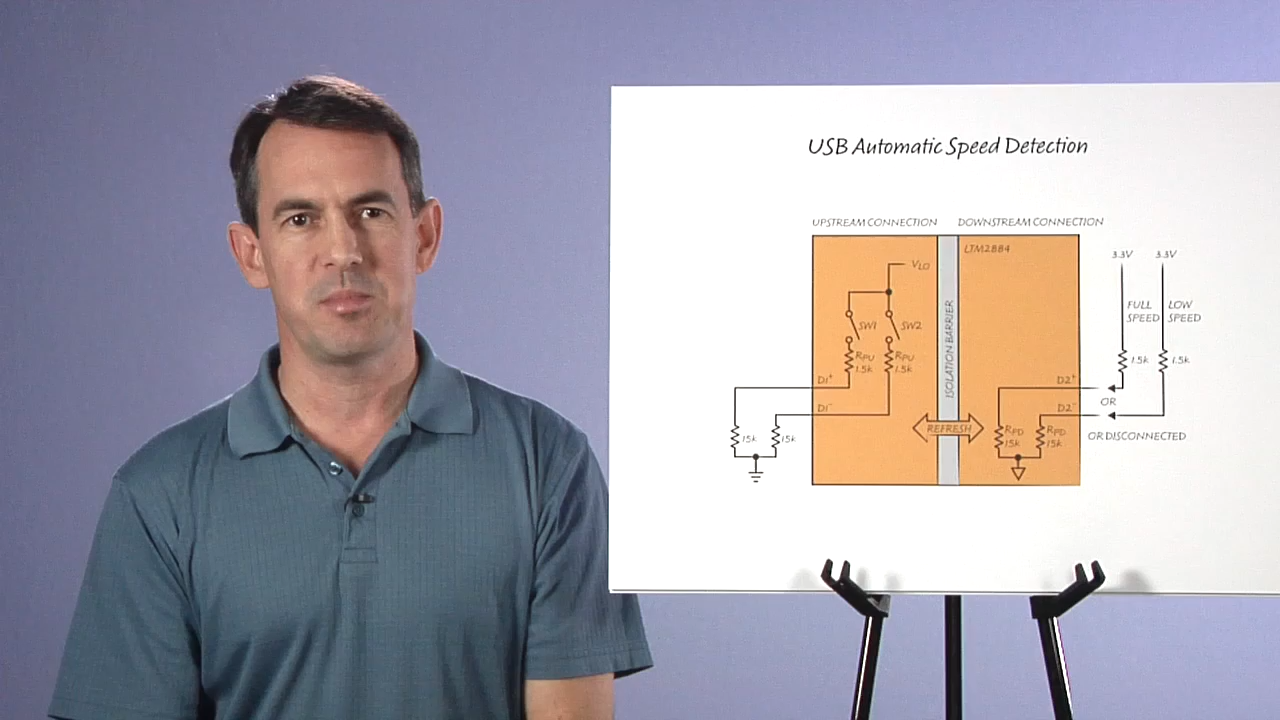 USB Automatic Speed Detection
UPSTREAM CONNECTION
DOWNSTREAM CONNECTION
LTM2884
VLO
SW1
SW2
RPU
1.5k
RPU
1.5k
D1+
D1-
15k
15k
ISOLATION BARRIER
REFRESH
D2+
D2-
RPD
15k
RPD
15k
3.3V
3.3V
FULL
SPEED
LOW
SPEED
1.5k
1.5k
OR
OR DISCONNECTED